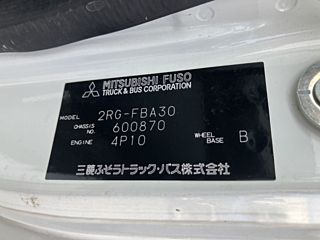 MITSUBISHI FUSO
TRUCK & BUS CORPORATION
MODEL 2RG-FBA30
CHASSIS NO. 600870
ENGINE 4P10 WHEEL BASE B
三菱ふそうトラック・バス株式会社